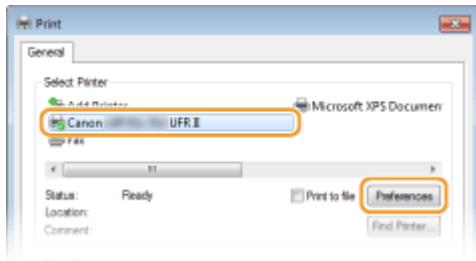 Print
General
Select Printer
Add Printer
Microsoft XPS Documen
Canon UFR II
Fax
Status: Ready
Print to file
Preferences
Location:
Comment:
Find Printer...